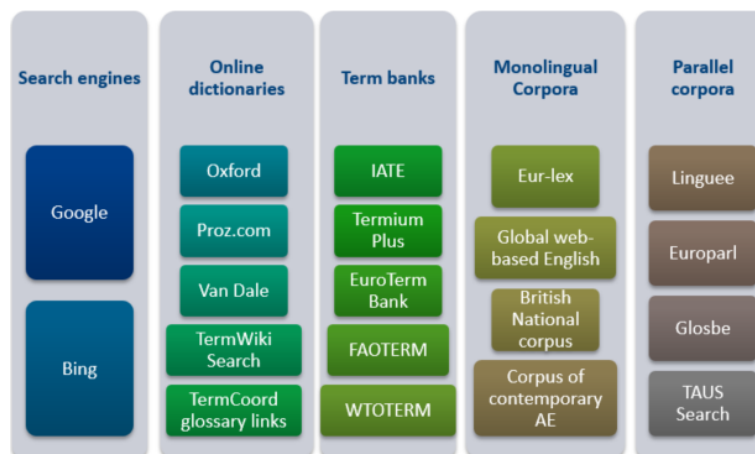 Search engines
Google
Bing
Online
dictionaries
Oxford
Proz.com
Van Dale
TermWiki
Search
TermCoord
glossary links
Term banks
IATE
Termium
Plus
EuroTerm
Bank
FAOTERM
WTOTERM
Monolingual
Corpora
Eur-lex
Global web-
based English
British
National
corpus
Corpus of
contemporary
AE
Parallel
corpora
Linguee
Europarl
Glosbe
TAUS
Search